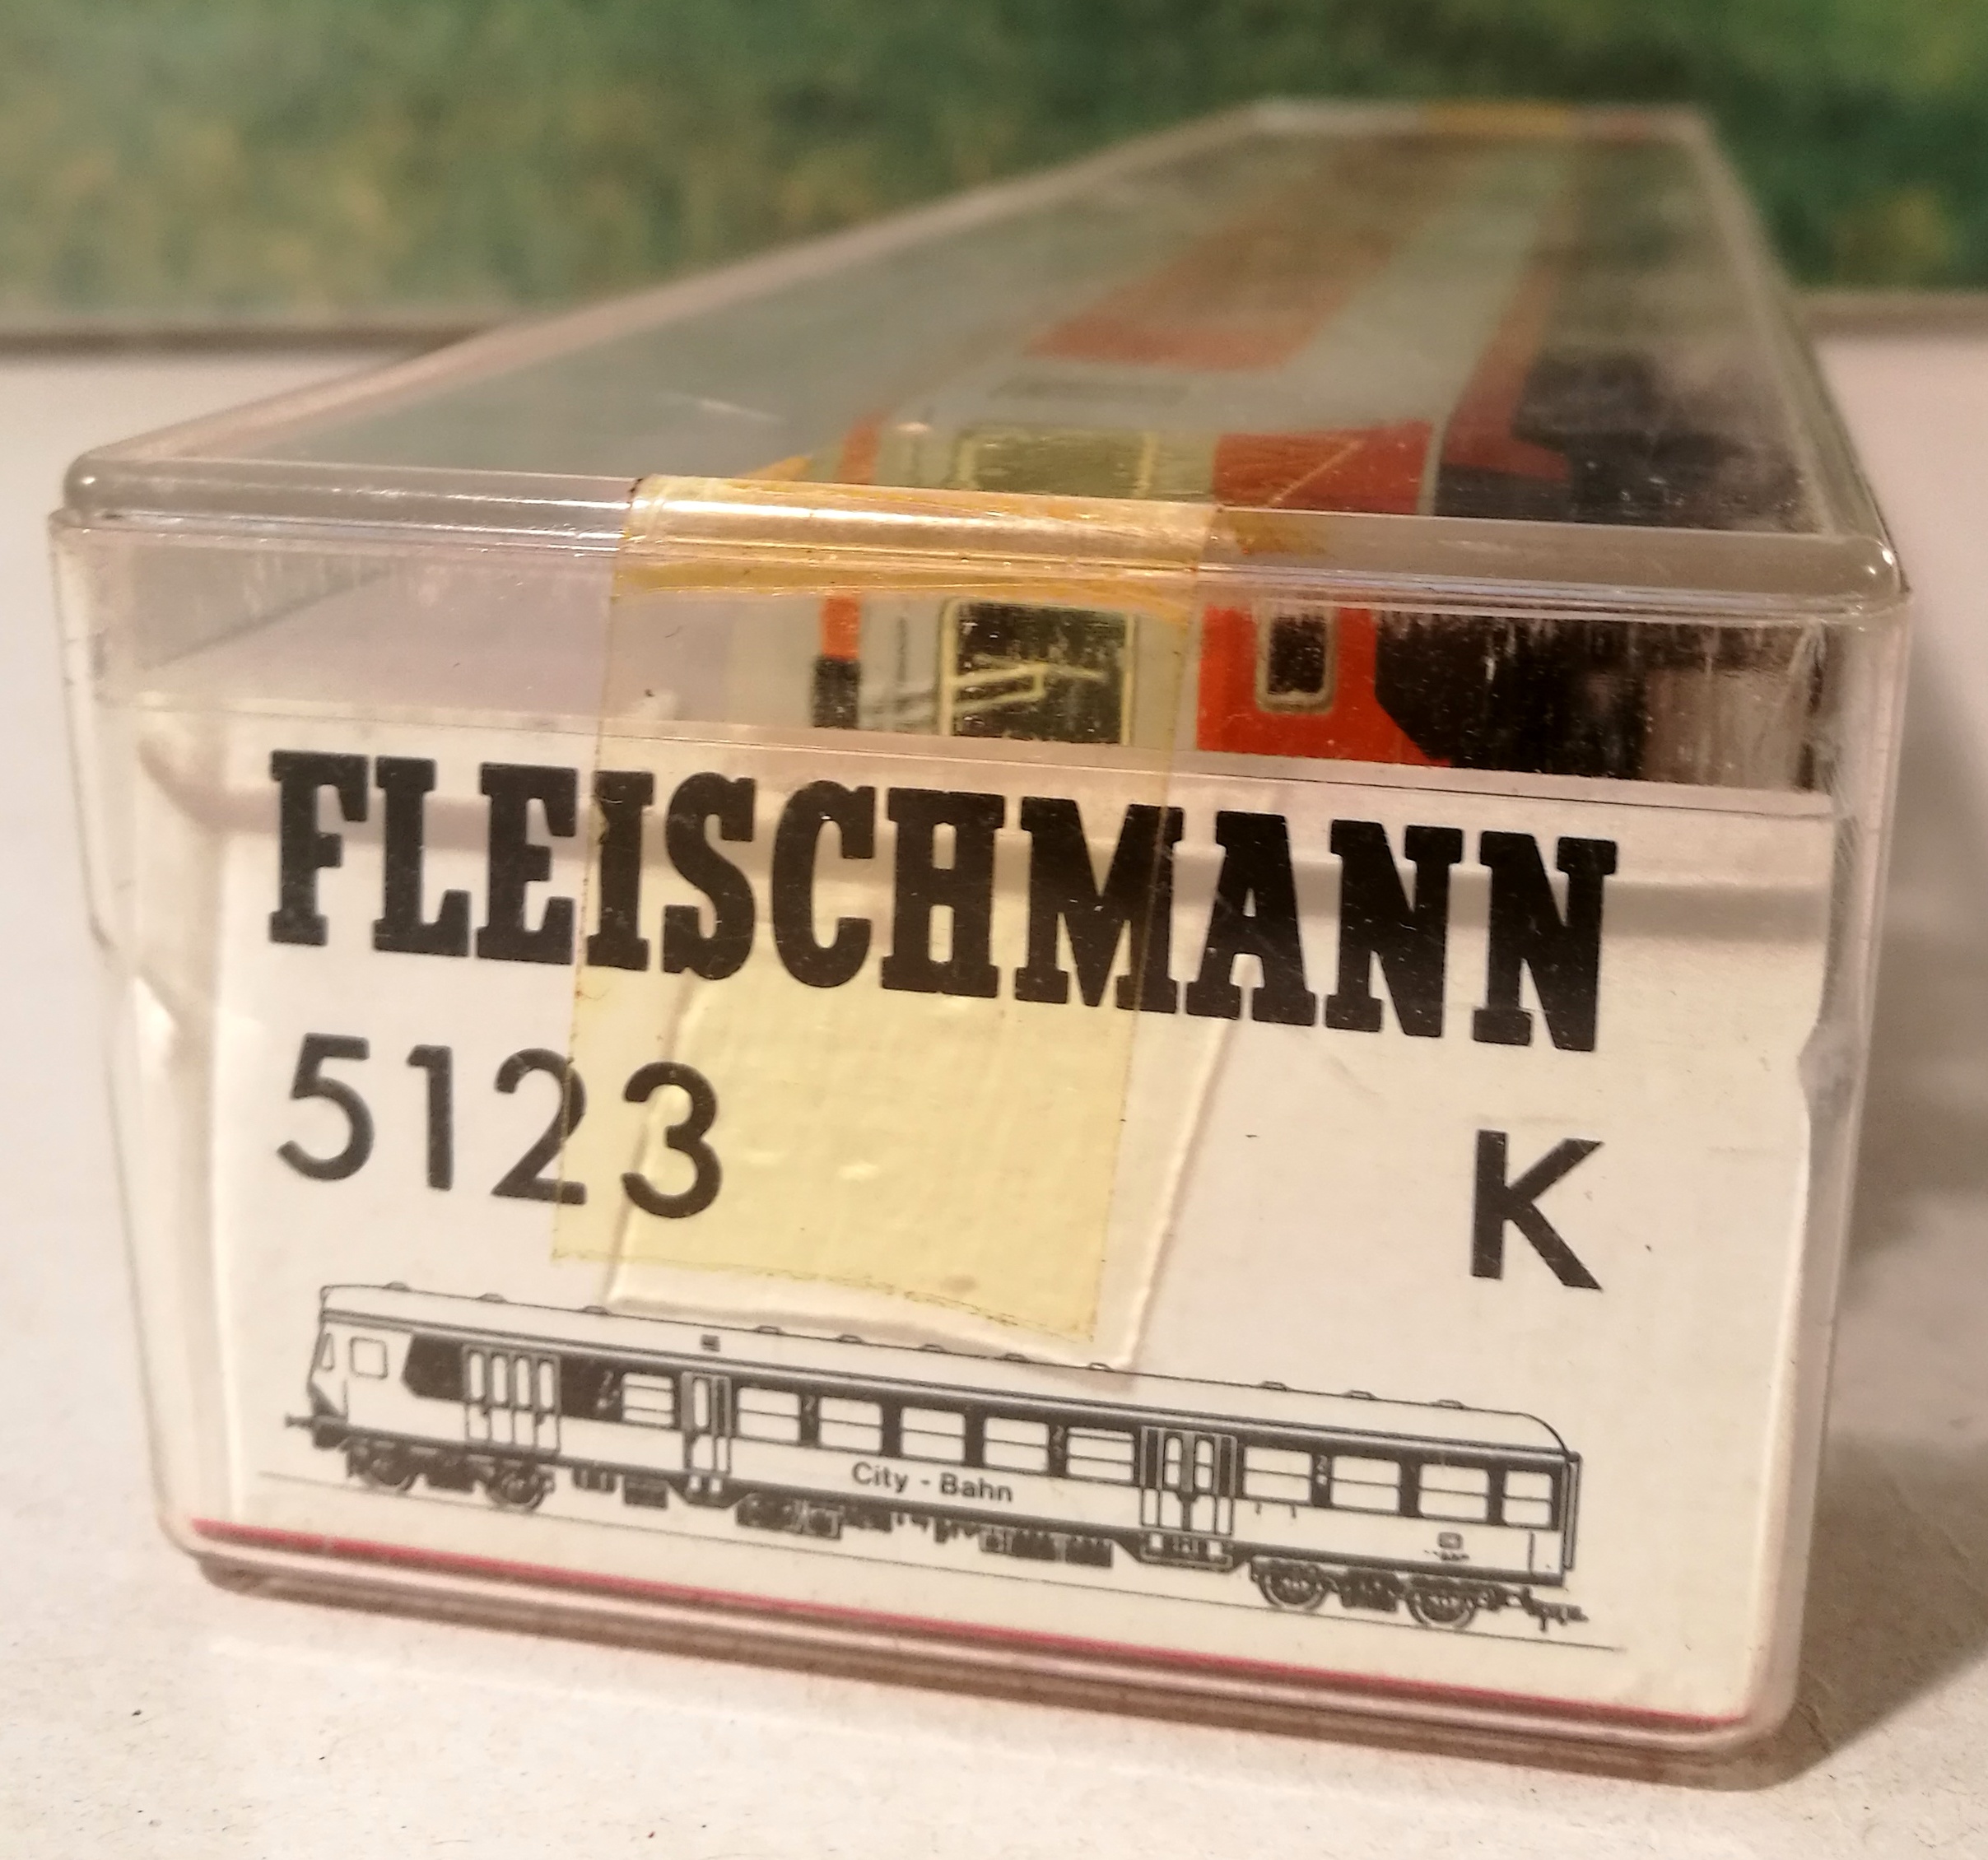 FLEISCHMANN
5123 K
City - Bahn